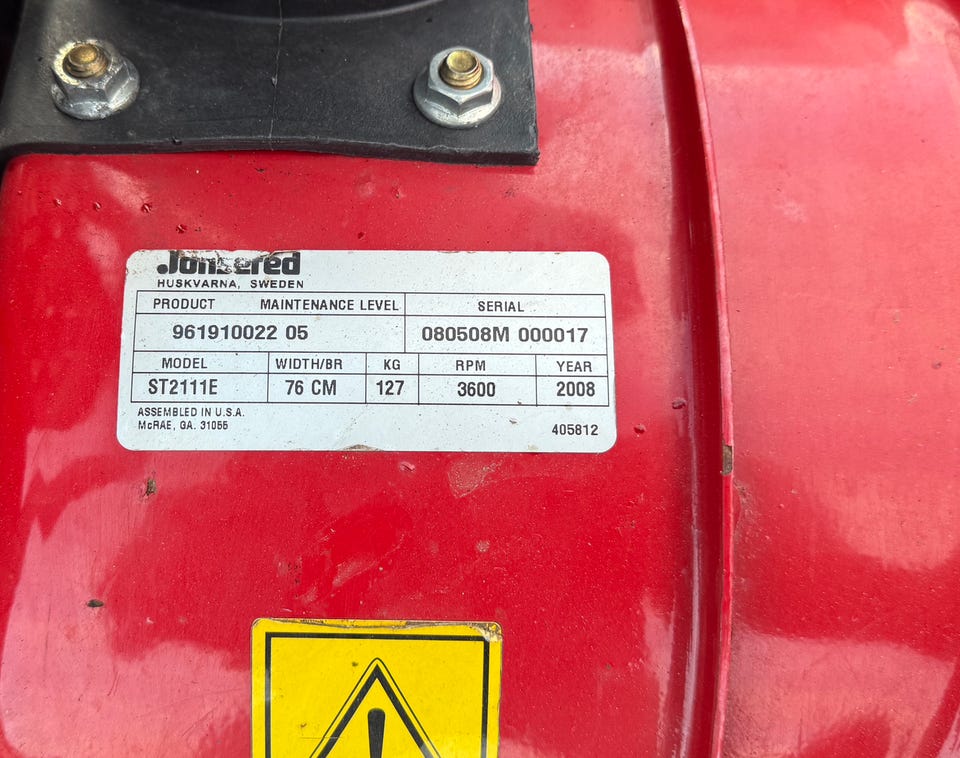 Jonsered
HUSKVARNA, SWEDEN
PRODUCT MAINTENANCE LEVEL SERIAL
961910022 05 080508M 000017
MODEL WIDTH/BR KG RPM YEAR
ST2111E 76 CM 127 3600 2008
ASSEMBLED IN U.S.A.
McRAE, GA. 31055 405812